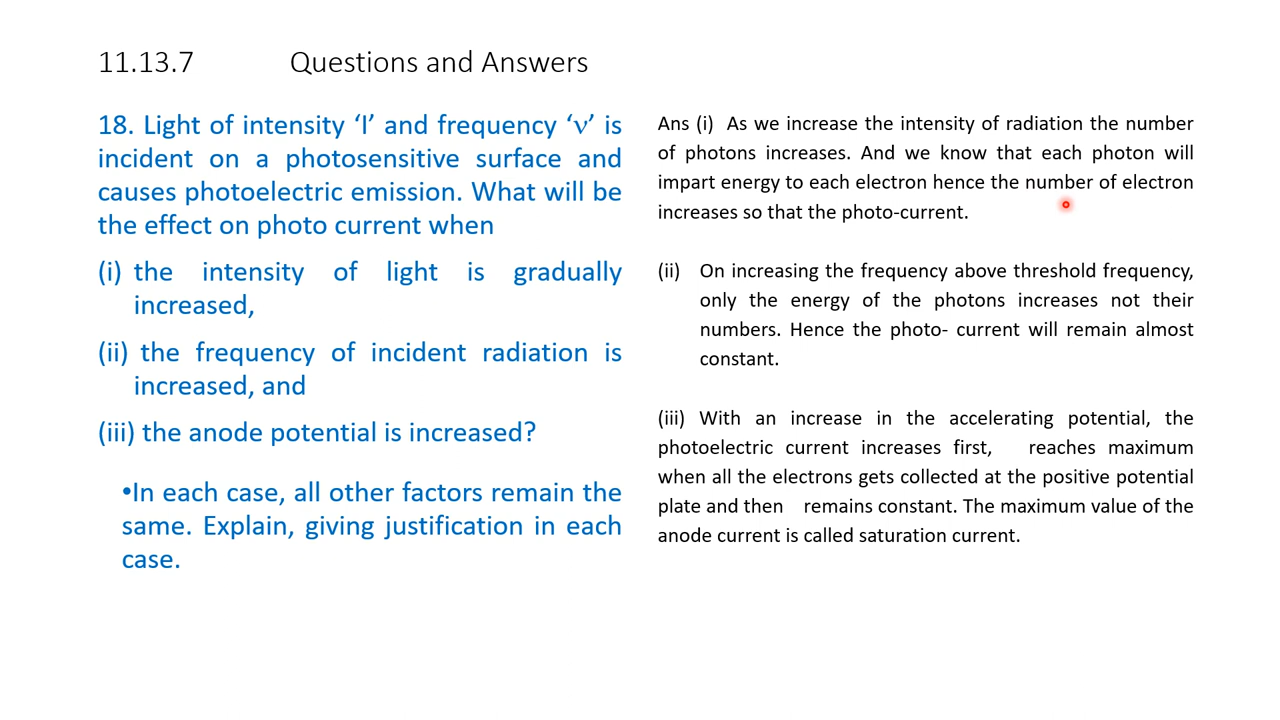 11.13.7 Questions and Answers
18. Light of intensity ‘I’ and frequency ‘ν’ is
incident on a photosensitive surface and
causes photoelectric emission. What will be
the effect on photo current when
(i) the intensity of light is gradually
increased,
(ii) the frequency of incident radiation is
increased, and
(iii) the anode potential is increased?
•In each case, all other factors remain the
same. Explain, giving justification in each
case.
Ans (i) As we increase the intensity of radiation the number
of photons increases. And we know that each photon will
impart energy to each electron hence the number of electron
increases so that the photo-current.
(ii) On increasing the frequency above threshold frequency,
only the energy of the photons increases not their
numbers. Hence the photo- current will remain almost
constant.
(iii) With an increase in the accelerating potential, the
photoelectric current increases first, reaches maximum
when all the electrons gets collected at the positive potential
plate and then remains constant. The maximum value of the
anode current is called saturation current.